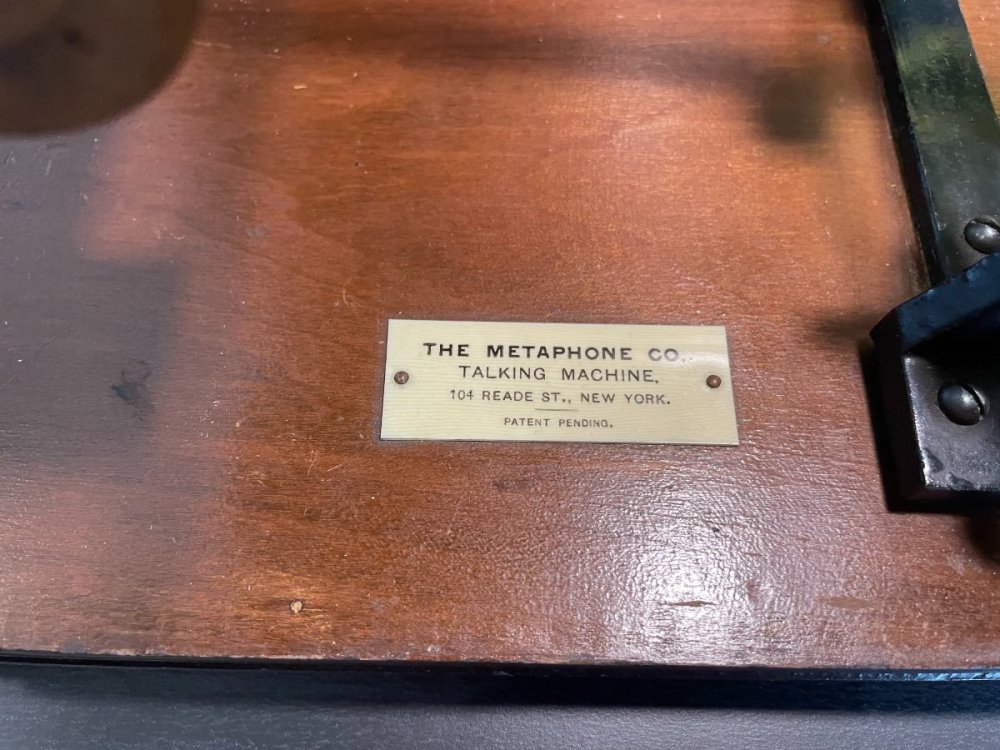 THE METAPHONE CO.,
TALKING MACHINE,
104 READE ST., NEW YORK.
PATENT PENDING.